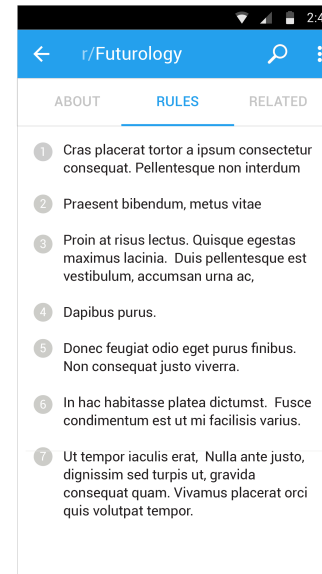 2:4
r/Futurology
ABOUT RULES RELATED
1 Cras placerat tortor a ipsum consectetur
consequat. Pellentesque non interdum
2 Praesent bibendum, metus vitae
3 Proin at risus lectus. Quisque egestas
maximus lacinia.  Duis pellentesque est
vestibulum, accumsan urna ac,
4 Dapibus purus.
5 Donec feugiat odio eget purus finibus.
Non consequat justo viverra.
6 In hac habitasse platea dictumst.  Fusce
condimentum est ut mi facilisis varius.
7 Ut tempor iaculis erat,  Nulla ante justo,
dignissim sed turpis ut, gravida
consequat quam. Vivamus placerat orci
quis volutpat tempor.